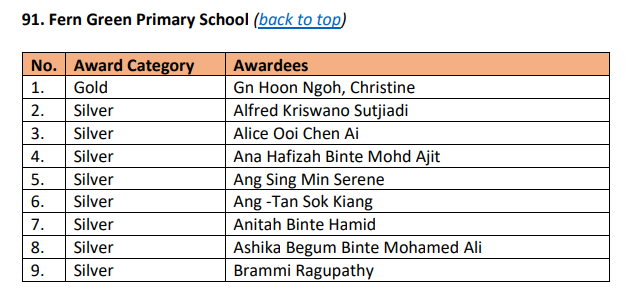 91. Fern Green Primary School (back to top)
No. Award Category Awardees
1. Gold Gn Hoon Ngoh, Christine
2. Silver Alfred Kriswano Sutjiadi
3. Silver Alice Ooi Chen Ai
4. Silver Ana Hafizah Binte Mohd Ajit
5. Silver Ang Sing Min Serene
6. Silver Ang -Tan Sok Kiang
7. Silver Anitah Binte Hamid
8. Silver Ashika Begum Binte Mohamed Ali
9. Silver Brammi Ragupathy